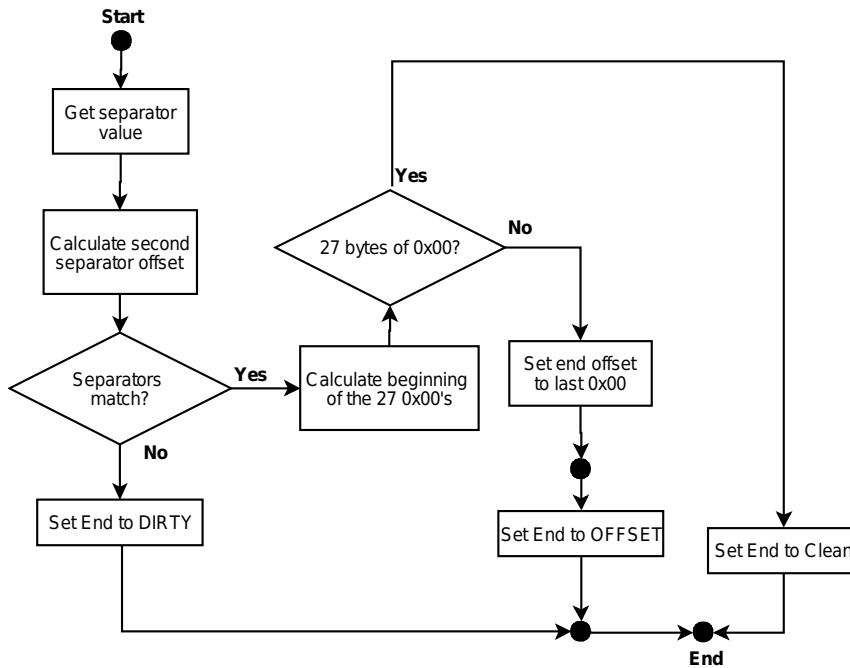 Start
Get separator
value
Calculate second
separator offset
Separators
match?
Yes
No
Set End to DIRTY
Calculate beginning
of the 27 0x00's
27 bytes of 0x00?
Yes
No
Set end offset
to last 0x00
Set End to OFFSET
Set End to Clean
End